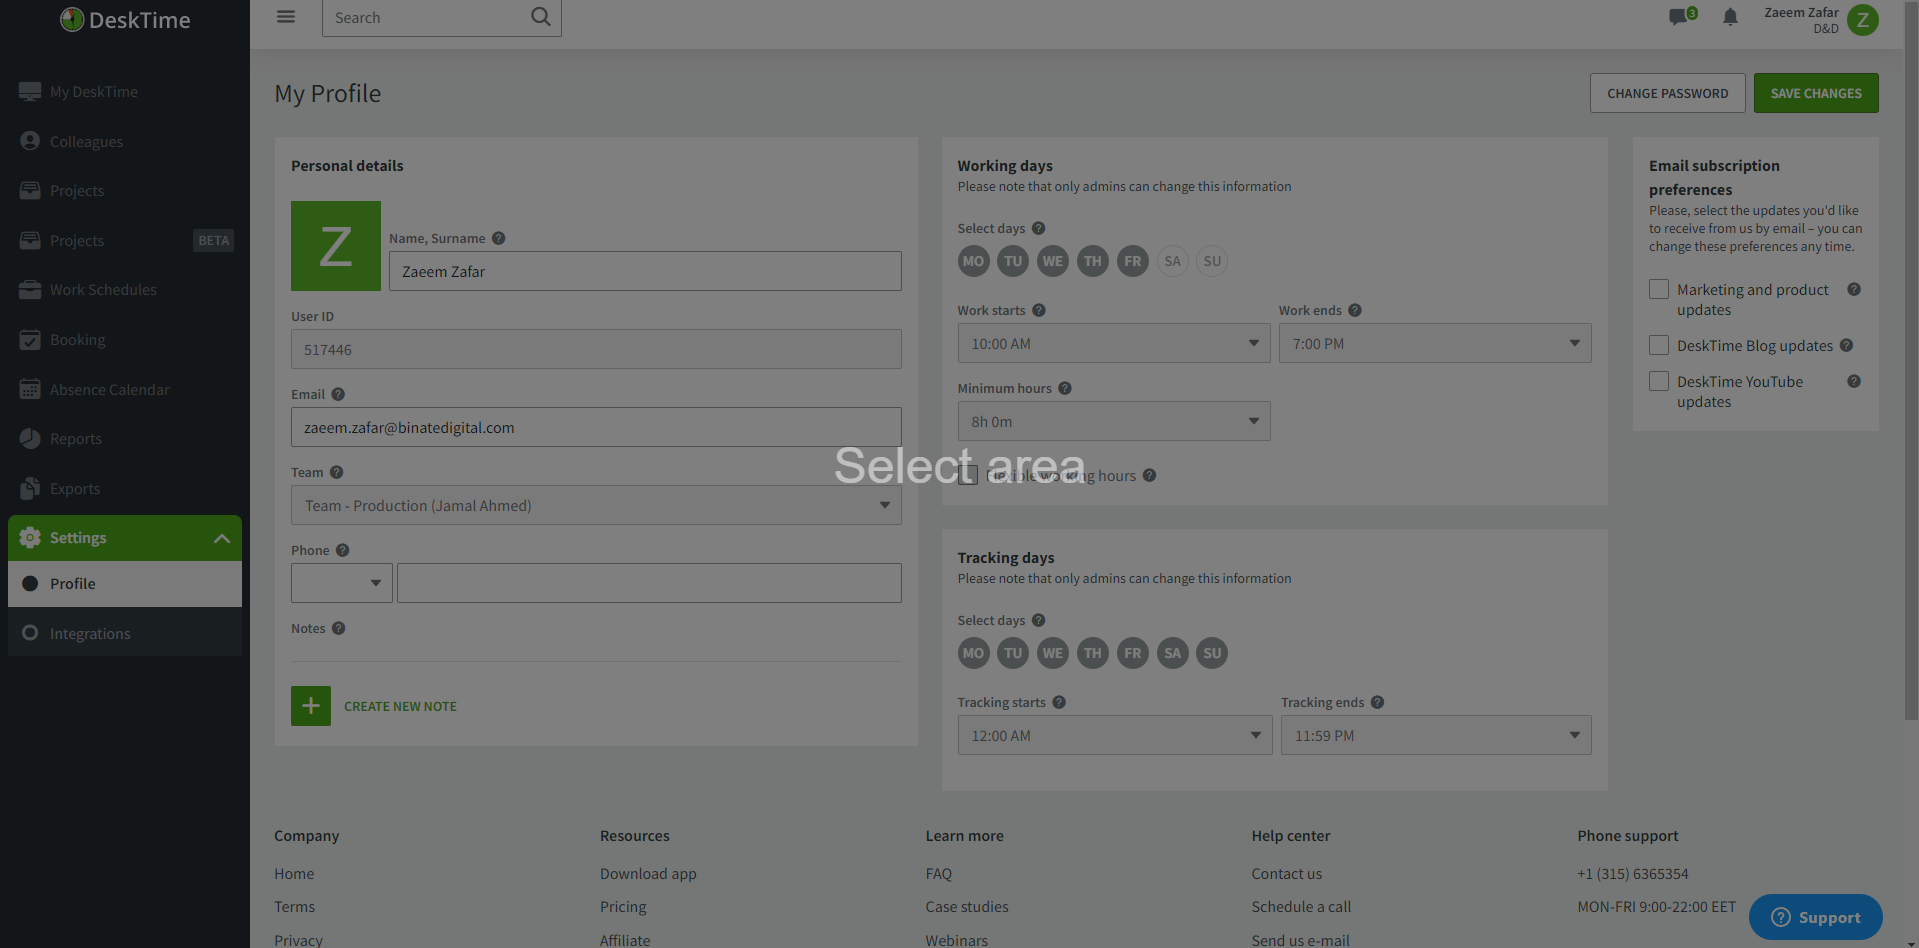 DeskTime
Search
3
Zaeem Zafar
D&D
Z
My DeskTime
Colleagues
Projects
Projects BETA
Work Schedules
Booking
Absence Calendar
Reports
Exports
Settings
Profile
Integrations
My Profile
CHANGE PASSWORD
SAVE CHANGES
Personal details
Z
Name, Surname ?
Zaeem Zafar
User ID
517446
Email ?
zaeem.zafar@binatedigital.com
Team ?
Team - Production (Jamal Ahmed)
Phone ?
Notes ?
+ CREATE NEW NOTE
Working days
Please note that only admins can change this information
Select days ?
MO TU WE TH FR SA SU
Work starts ? Work ends ?
10:00 AM 7:00 PM
Minimum hours ?
8h 0m
Select area
Flexible working hours ?
Tracking days
Please note that only admins can change this information
Select days ?
MO TU WE TH FR SA SU
Tracking starts ? Tracking ends ?
12:00 AM 11:59 PM
Email subscription
preferences
Please, select the updates you'd like
to receive from us by email – you can
change these preferences any time.
Marketing and product ?
updates
DeskTime Blog updates ?
DeskTime YouTube ?
updates
Company
Home
Terms
Privacy
Resources
Download app
Pricing
Affiliate
Learn more
FAQ
Case studies
Webinars
Help center
Contact us
Schedule a call
Send us e-mail
Phone support
+1 (315) 6365354
MON-FRI 9:00-22:00 EET
? Support